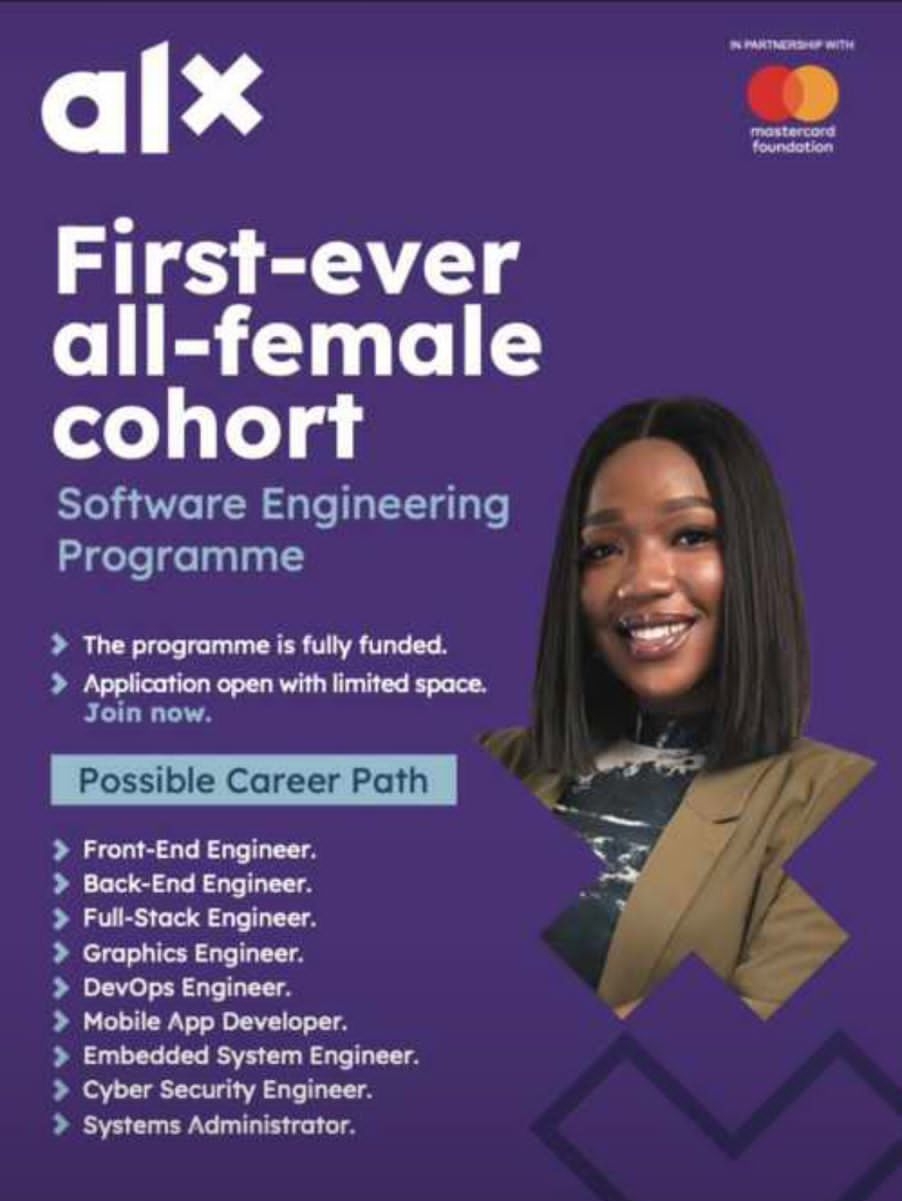 alx
IN PARTNERSHIP WITH
mastercard
foundation
First-ever
all-female
cohort
Software Engineering
Programme
The programme is fully funded.
Application open with limited space.
Join now.
Possible Career Path
Front-End Engineer.
Back-End Engineer.
Full-Stack Engineer.
Graphics Engineer.
DevOps Engineer.
Mobile App Developer.
Embedded System Engineer.
Cyber Security Engineer.
Systems Administrator.